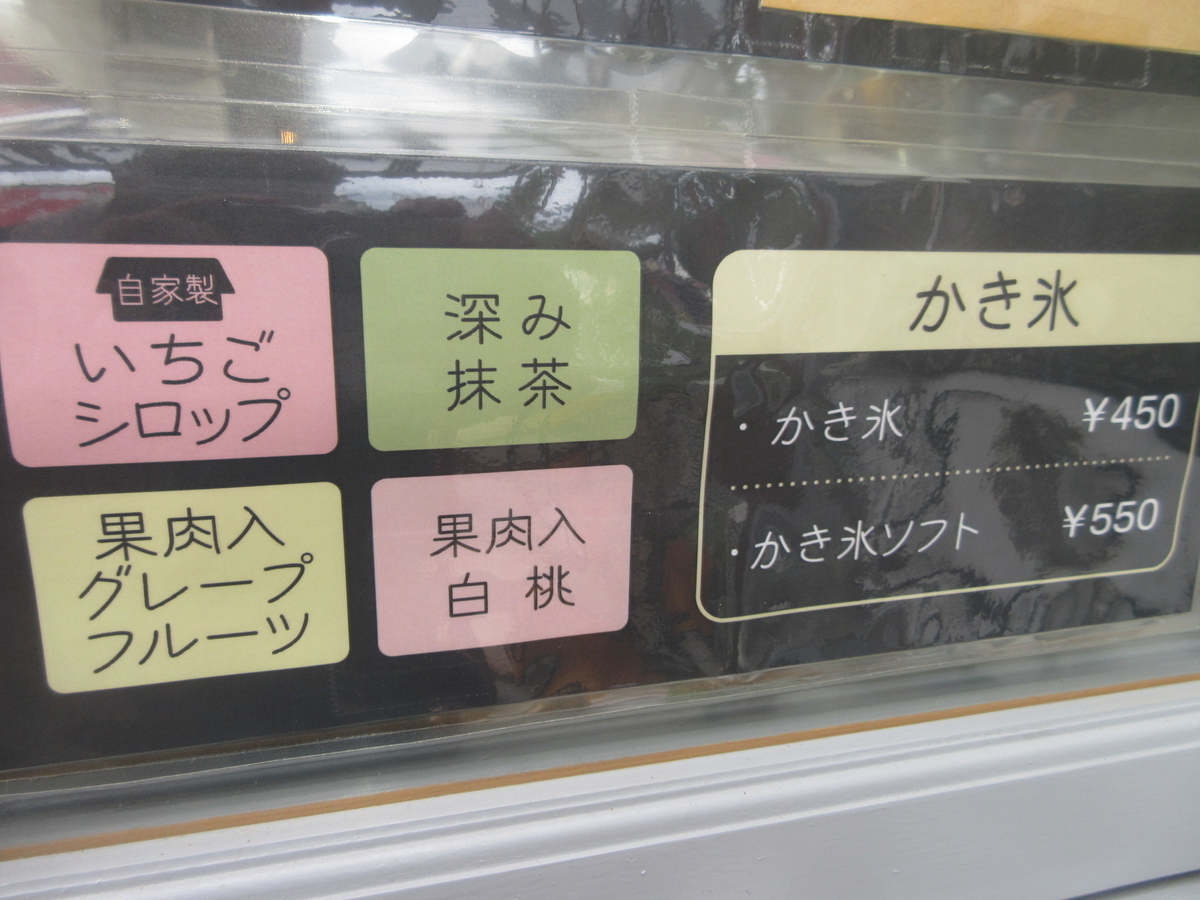 自家製
いちご
シロップ
深み
抹茶
果肉入
グレープ
フルーツ
果肉入
白桃
かき氷
・かき氷 ¥450
・かき氷ソフト ¥550